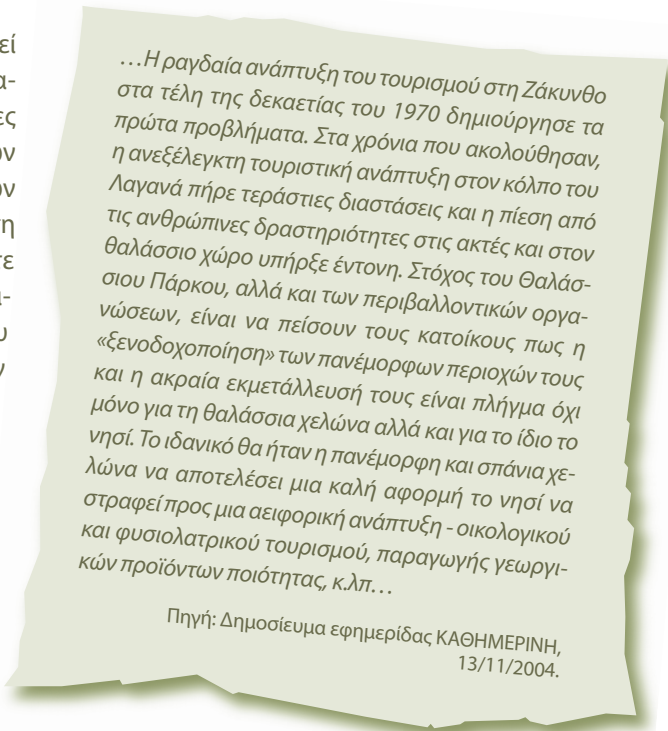 …Η ραγδαία ανάπτυξη του τουρισμού στη Ζάκυνθο
στα τέλη της δεκαετίας του 1970 δημιούργησε τα
πρώτα προβλήματα. Στα χρόνια που ακολούθησαν,
η ανεξέλεγκτη τουριστική ανάπτυξη στον κόλπο του
Λαγανά πήρε τεράστιες διαστάσεις και η πίεση από
τις ανθρώπινες δραστηριότητες στις ακτές και στον
θαλάσσιο χώρο υπήρξε έντονη. Στόχος του Θαλάσ-
σιου Πάρκου, αλλά και των περιβαλλοντικών οργα-
νώσεων, είναι να πείσουν τους κατοίκους πως η
«ξενοδοχοποίηση» των πανέμορφων περιοχών τους
και η ακραία εκμετάλλευσή τους είναι πλήγμα όχι
μόνο για τη θαλάσσια χελώνα αλλά και για το ίδιο το
νησί. Το ιδανικό θα ήταν η πανέμορφη και σπάνια χε-
λώνα να αποτελέσει μια καλή αφορμή το νησί να
στραφεί προς μια αειφορική ανάπτυξη - οικολογικού
και φυσιολατρικού τουρισμού, παραγωγής γεωργι-
κών προϊόντων ποιότητας, κ.λπ…
Πηγή: Δημοσίευμα εφημερίδας ΚΑΘΗΜΕΡΙΝΗ,
13/11/2004.